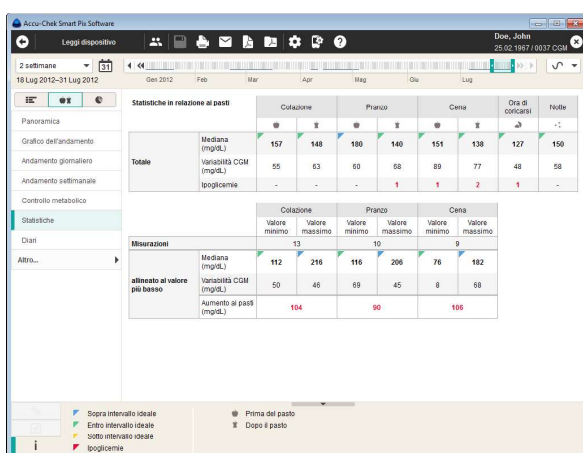 Accu-Chek Smart Pix Software
Leggi dispositivo
Doe, John
25.02.1967 / 0037 CGM
2 settimane
31
18 Lug 2012–31 Lug 2012
Gen 2012 Feb Mar Apr Mag Giu Lug
Panoramica
Grafico dell'andamento
Andamento giornaliero
Andamento settimanale
Controllo metabolico
Statistiche
Diari
Altro...
Statistiche in relazione ai pasti
Colazione Pranzo Cena Ora di coricarsi Notte
Totale
Mediana (mg/dL) 157 148 180 140 151 138 127 150
Variabilità CGM (mg/dL) 55 63 60 68 89 77 48 58
Ipoglicemie - - - 1 1 2 1 -
Colazione Pranzo Cena
Valore minimo Valore massimo Valore minimo Valore massimo Valore minimo Valore massimo
Misurazioni 13 10 9
allineato al valore più basso
Mediana (mg/dL) 112 216 116 206 76 182
Variabilità CGM (mg/dL) 50 46 69 45 8 68
Aumento ai pasti (mg/dL) 104 90 106
Sopra intervallo ideale
Entro intervallo ideale
Sotto intervallo ideale
Ipoglicemie
Prima del pasto
Dopo il pasto
i